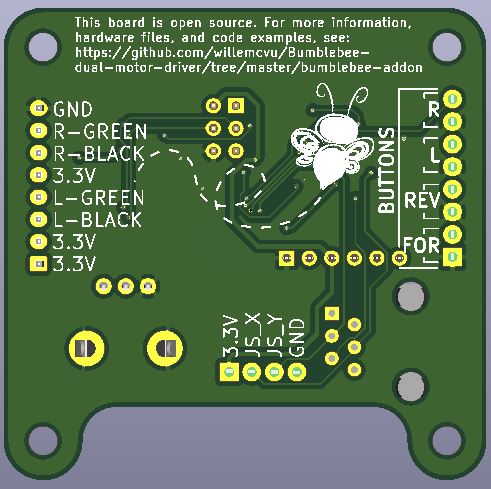 This board is open source. For more information,
hardware files, and code examples, see:
https://github.com/willemcvu/Bumblebee-
dual-motor-driver/tree/master/bumblebee-addon
GND
R-GREEN
R-BLACK
3.3V
L-GREEN
L-BLACK
3.3V
3.3V
BUTTONS
R
L
REV
FOR
3.3V
JS_X
JS_Y
GND